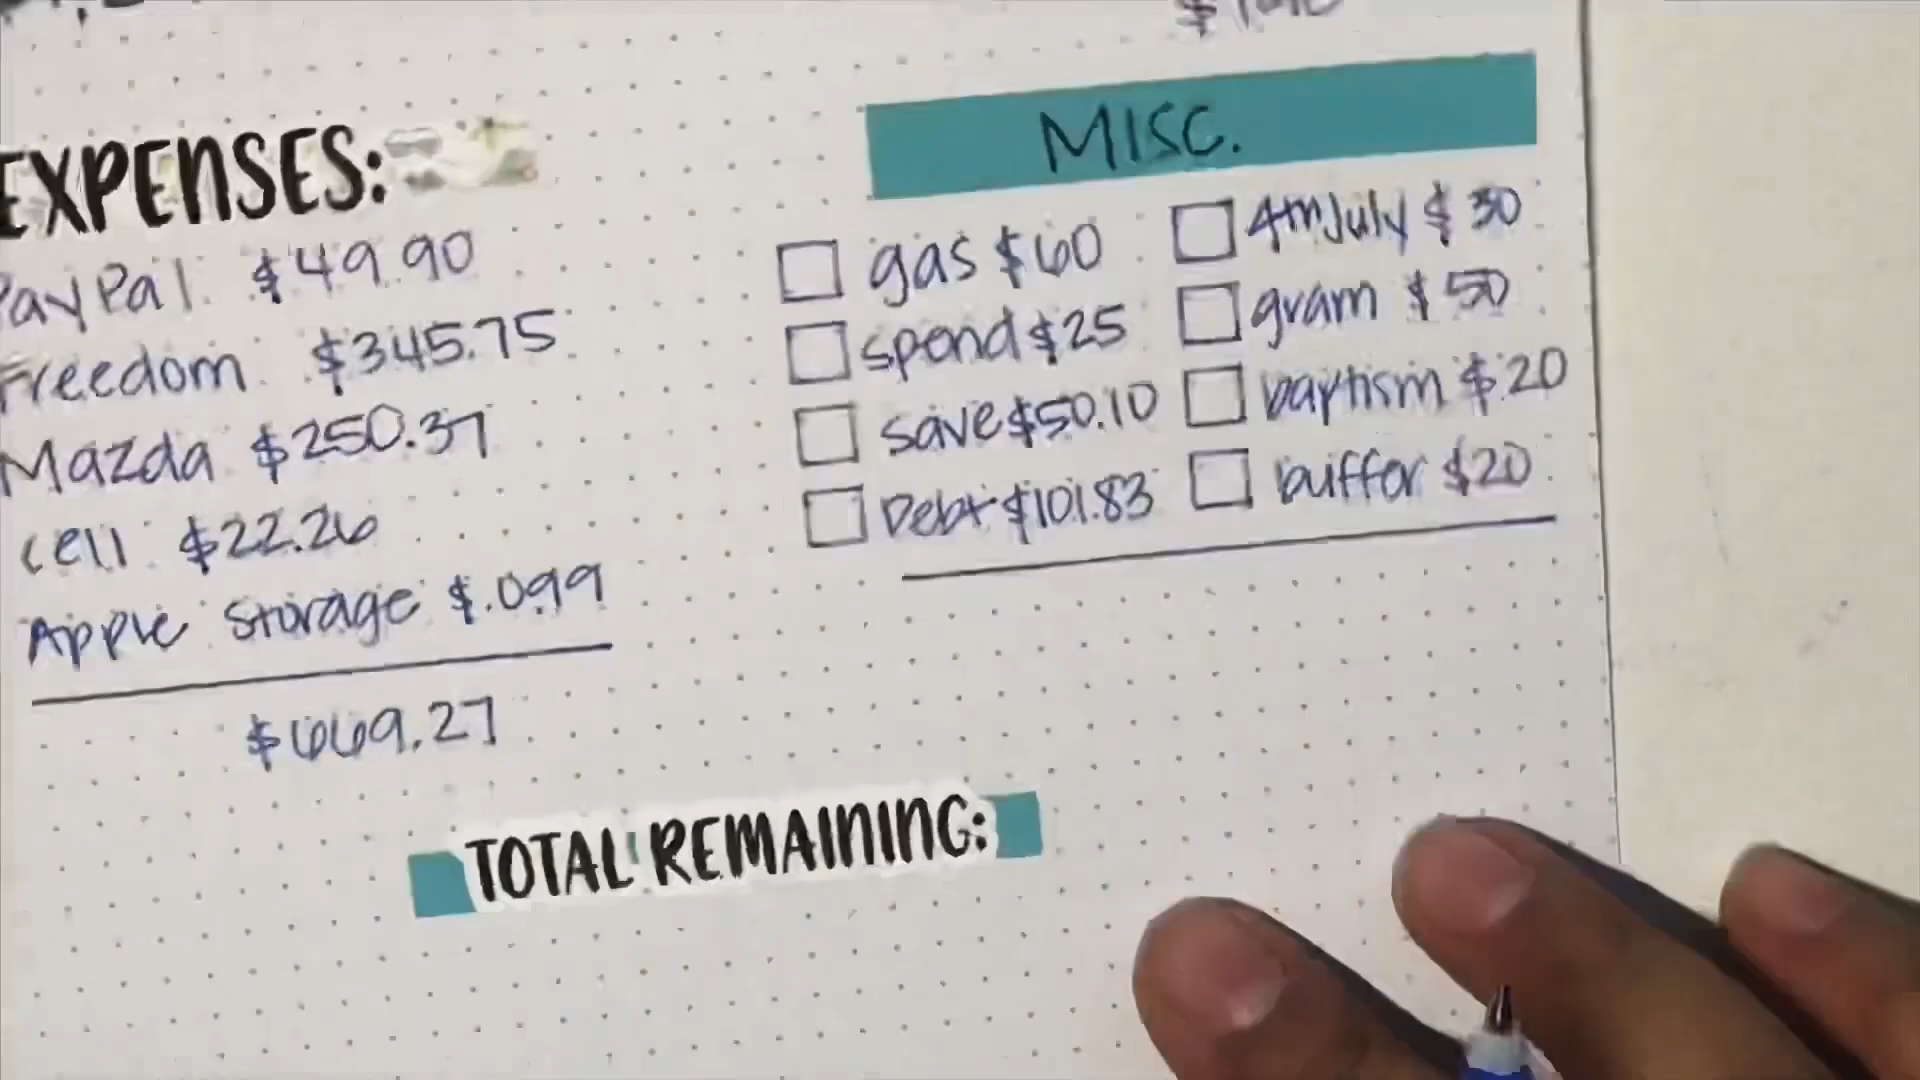 EXPENSES:
PayPal $49.90
Freedom $345.75
Mazda $250.37
cell $22.26
Apple Storage $.099
$669.27
MISC.
gas $60
spend $25
save $50.10
Debt $101.83
4th July $30
gram $50
baptism $20
buffer $20
TOTAL REMAINING: